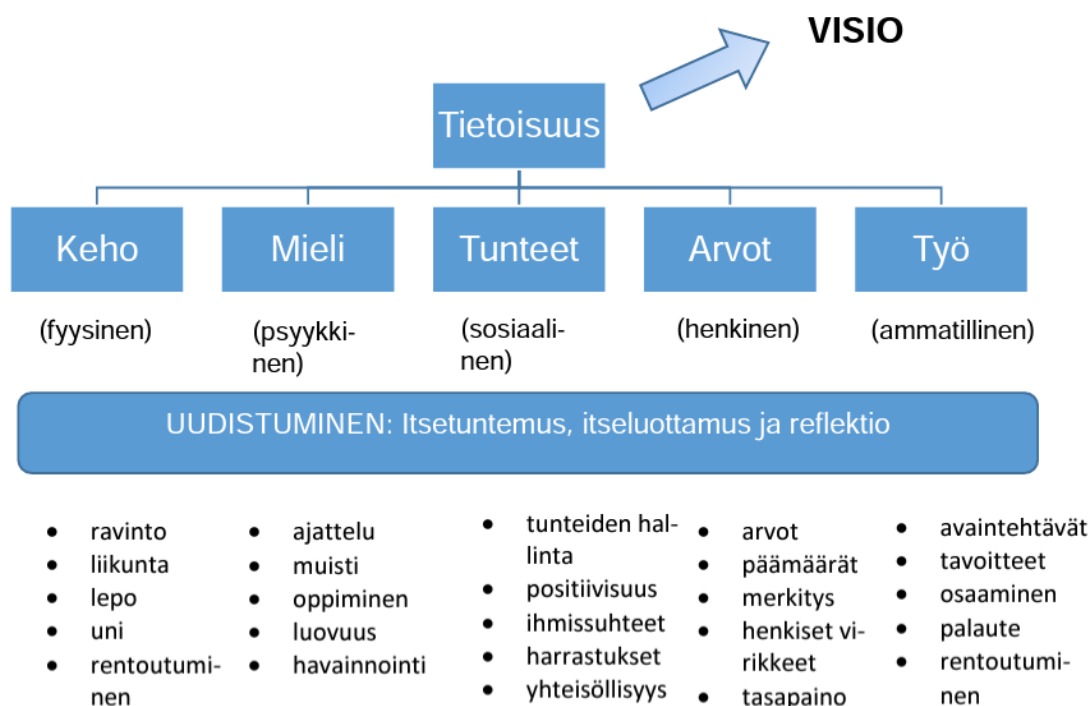 VISIO
Tietoisuus
Keho
Mieli
Tunteet
Arvot
Työ
(fyysinen)
(psyykki-
nen)
(sosiaali-
nen)
(henkinen)
(ammatillinen)
UUDISTUMINEN: Itsetuntemus, itseluottamus ja reflektio
• ravinto
• liikunta
• lepo
• uni
• rentoutumi-
nen
• ajattelu
• muisti
• oppiminen
• luovuus
• havainnointi
• tunteiden hal-
linta
• positiivisuus
• ihmissuhteet
• harrastukset
• yhteisöllisyys
• arvot
• päämäärät
• merkitys
• henkiset vi-
rikkeet
• tasapaino
• avaintehtävät
• tavoitteet
• osaaminen
• palaute
• rentoutumi-
nen